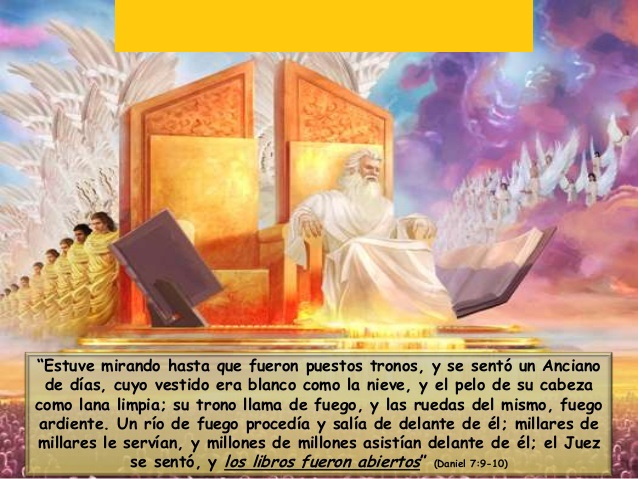 “Estuve mirando hasta que fueron puestos tronos, y se sentó un Anciano
de días, cuyo vestido era blanco como la nieve, y el pelo de su cabeza
como lana limpia; su trono llama de fuego, y las ruedas del mismo, fuego
ardiente. Un río de fuego procedía y salía de delante de él; millares de
millares le servían, y millones de millones asistían delante de él; el Juez
se sentó, y los libros fueron abiertos” (Daniel 7:9-10)